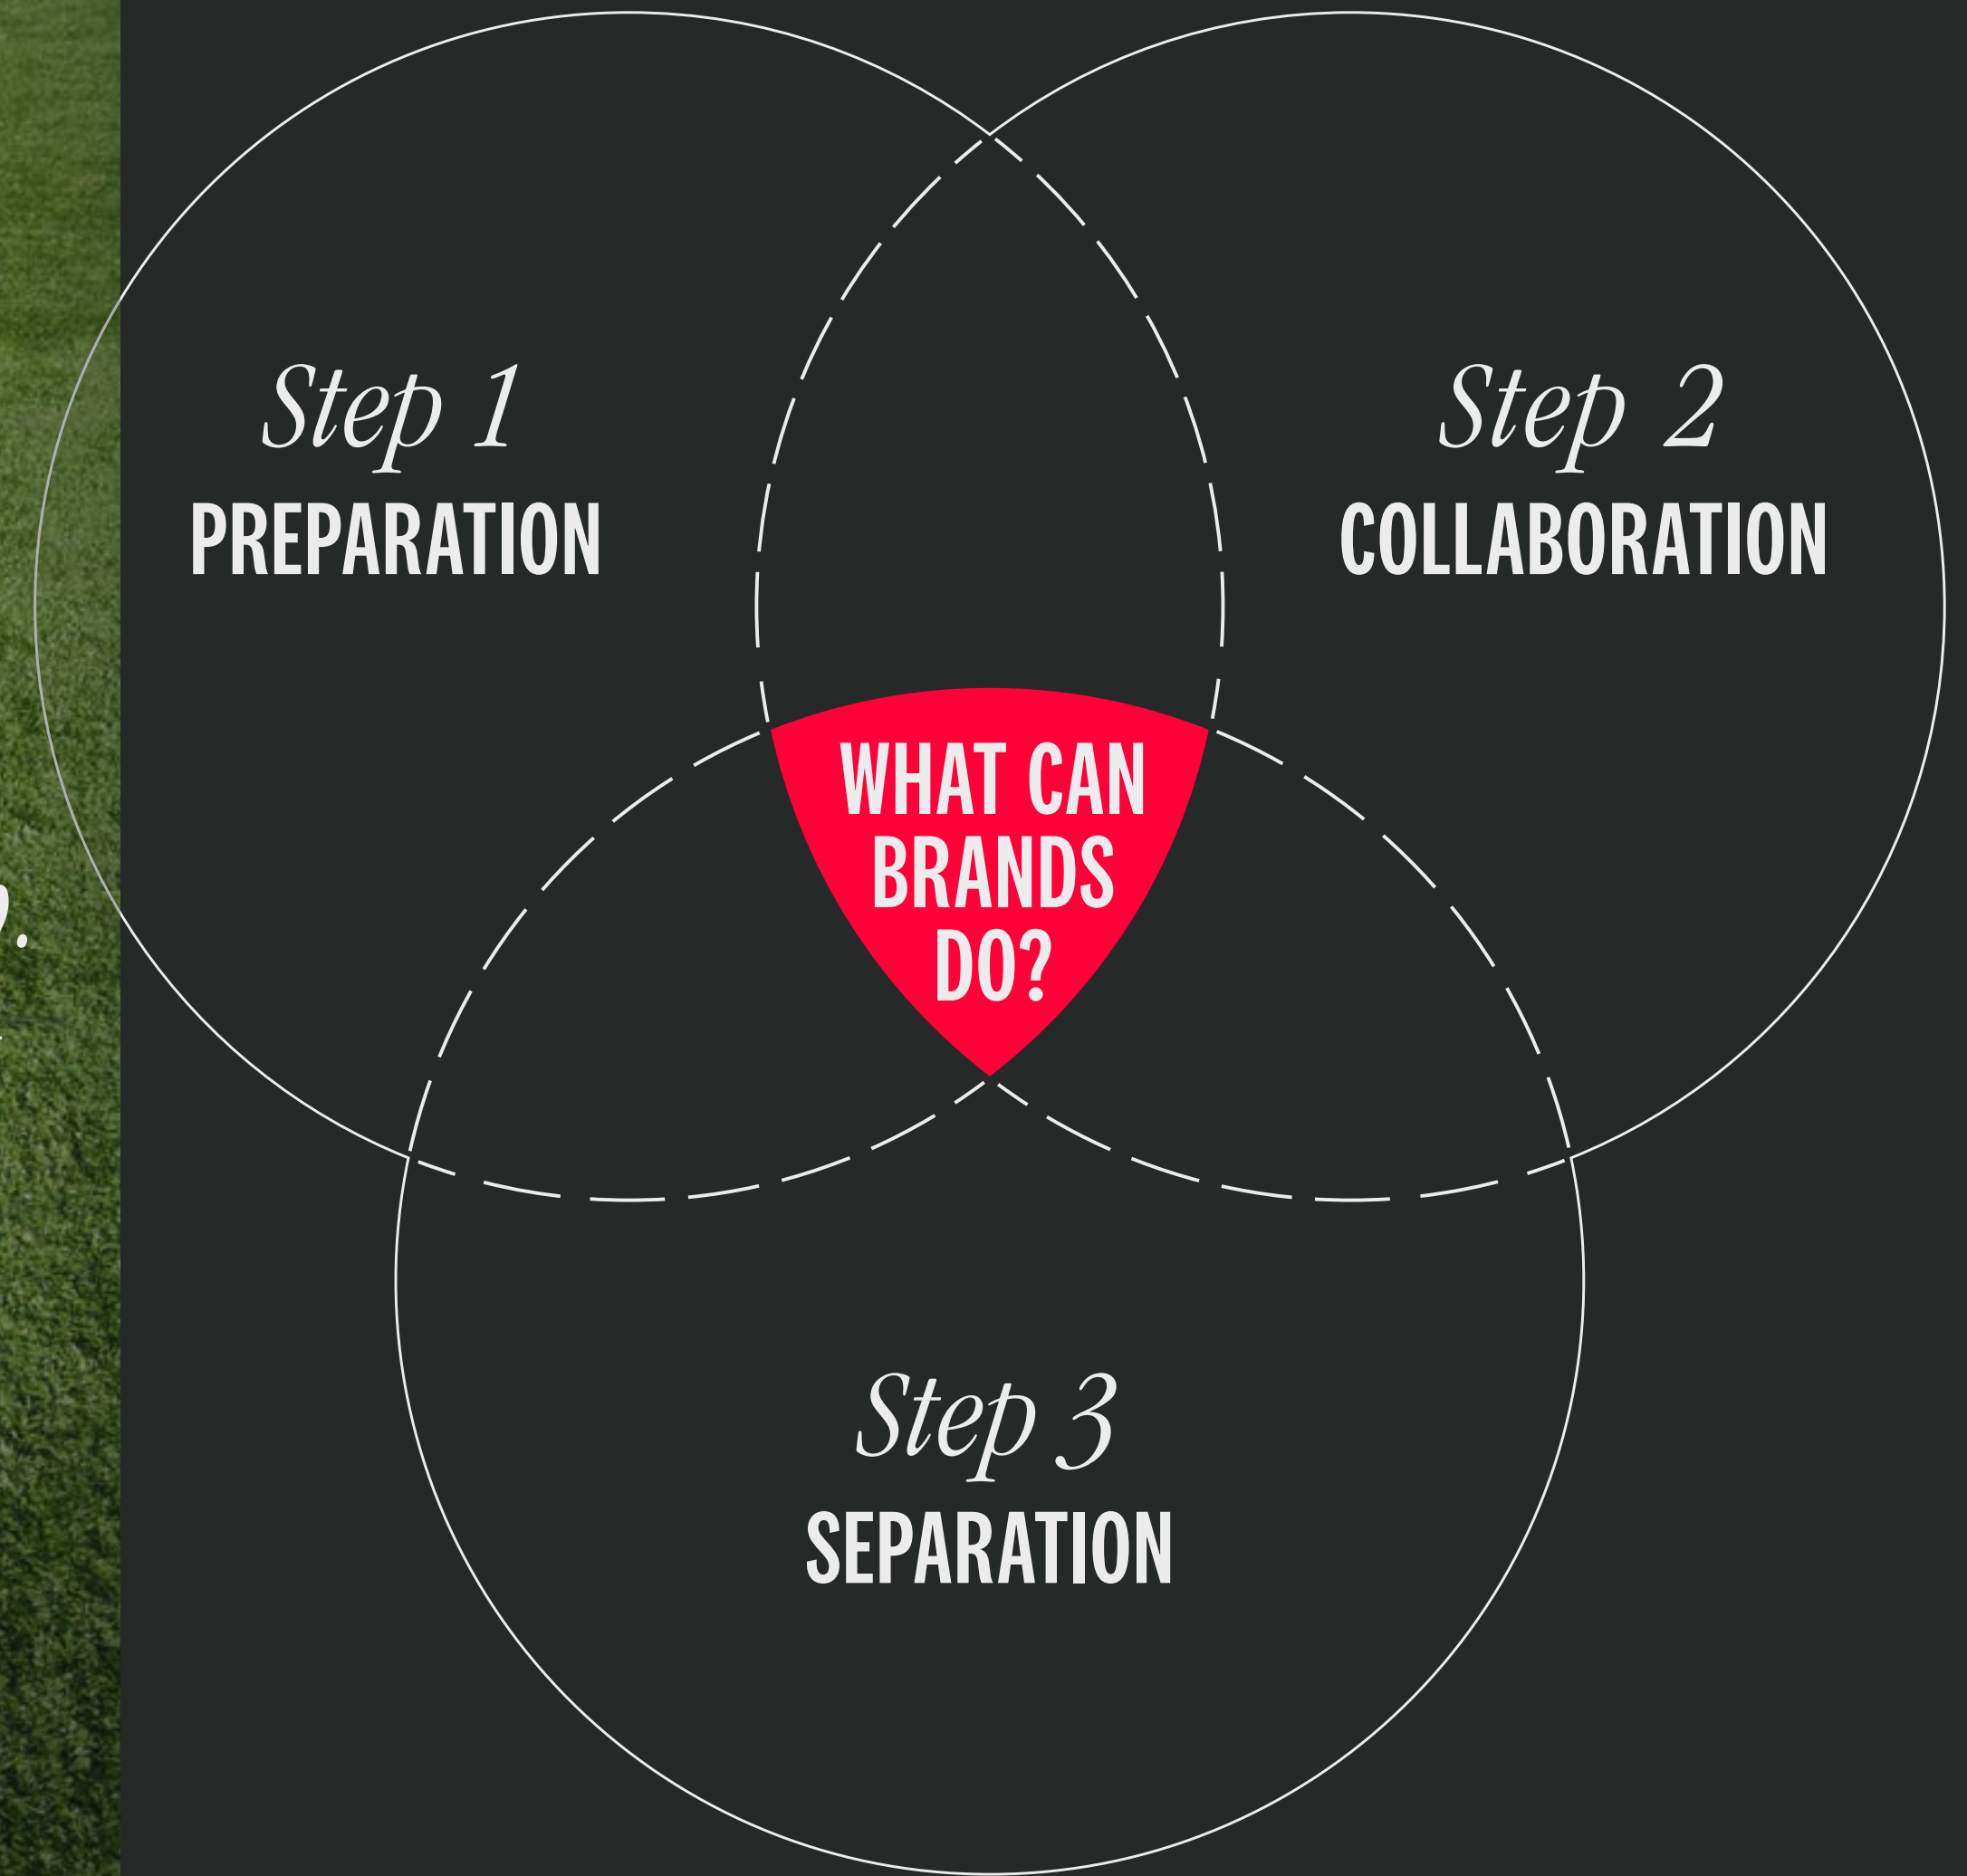 Step 1
PREPARATION
Step 2
COLLABORATION
WHAT CAN
BRANDS
DO?
Step 3
SEPARATION